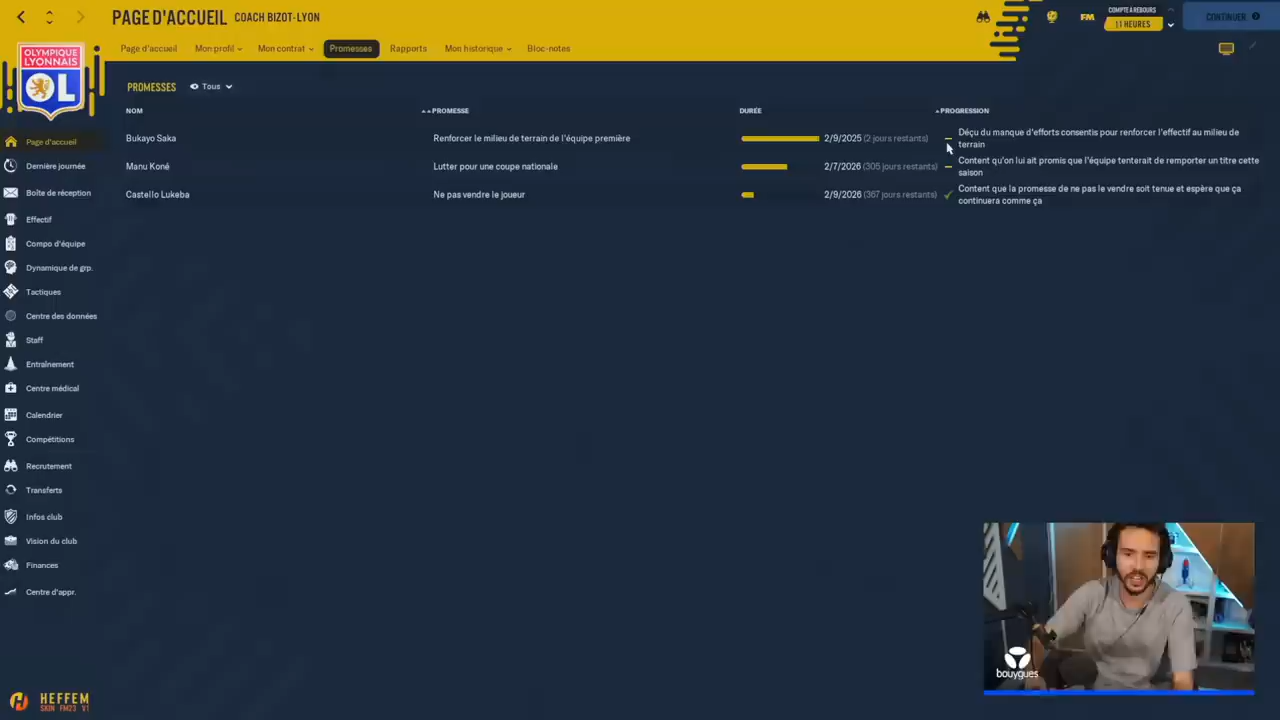 PAGE D'ACCUEIL COACH BIZOT-LYON
COMPTE À REBOURS
11 HEURES
CONTINUER
FM
OLYMPIQUE
LYONNAIS
OL
Page d'accueil Mon profil Mon contrat Promesses Rapports Mon historique Bloc-notes
PROMESSES Tous
NOM PROMESSE DURÉE PROGRESSION
Bukayo Saka Renforcer le milieu de terrain de l'équipe première 2/9/2025 (2 jours restants) Déçu du manque d'efforts consentis pour renforcer l'effectif au milieu de
terrain
Manu Koné Lutter pour une coupe nationale 2/7/2026 (305 jours restants) Content qu'on lui ait promis que l'équipe tenterait de remporter un titre cette
saison
Castello Lukeba Ne pas vendre le joueur 2/9/2026 (367 jours restants) Content que la promesse de ne pas le vendre soit tenue et espère que ça
continuera comme ça
Page d'accueil
Dernière journée
Boîte de réception
Effectif
Compo d'équipe
Dynamique de grp.
Tactiques
Centre des données
Staff
Entraînement
Centre médical
Calendrier
Compétitions
Recrutement
Transferts
Infos club
Vision du club
Finances
Centre d'appr.
HEFFEM
SKIN FM23 V1
bouygues